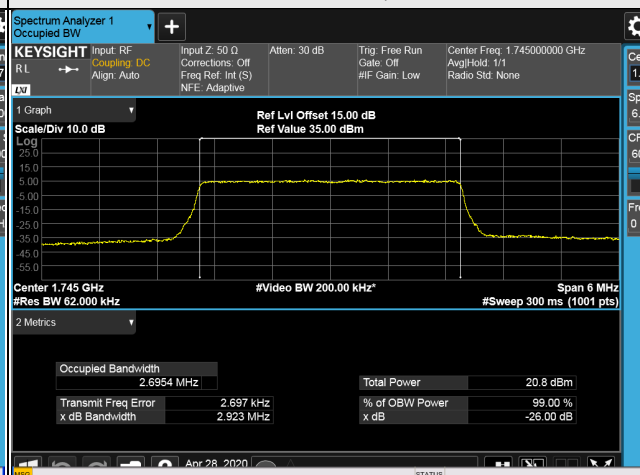 Spectrum Analyzer 1
Occupied BW
KEYSIGHT Input: RF Input Z: 50 Ω Atten: 30 dB Trig: Free Run Center Freq: 1.745000000 GHz
RL Coupling: DC Corrections: Off Gate: Off Avg|Hold: 1/1
Align: Auto Freq Ref: Int (S) #IF Gain: Low Radio Std: None
LXI NFE: Adaptive
1 Graph Ref Lvl Offset 15.00 dB
Scale/Div 10.0 dB Ref Value 35.00 dBm
Log
25.0
15.0
5.00
-5.00
-15.0
-25.0
-35.0
-45.0
-55.0
Center 1.745 GHz #Video BW 200.00 kHz* Span 6 MHz
#Res BW 62.000 kHz #Sweep 300 ms (1001 pts)
2 Metrics
Occupied Bandwidth
2.6954 MHz Total Power 20.8 dBm
Transmit Freq Error 2.697 kHz % of OBW Power 99.00 %
x dB Bandwidth 2.923 MHz x dB -26.00 dB
Apr 28, 2020
MSG STATUS